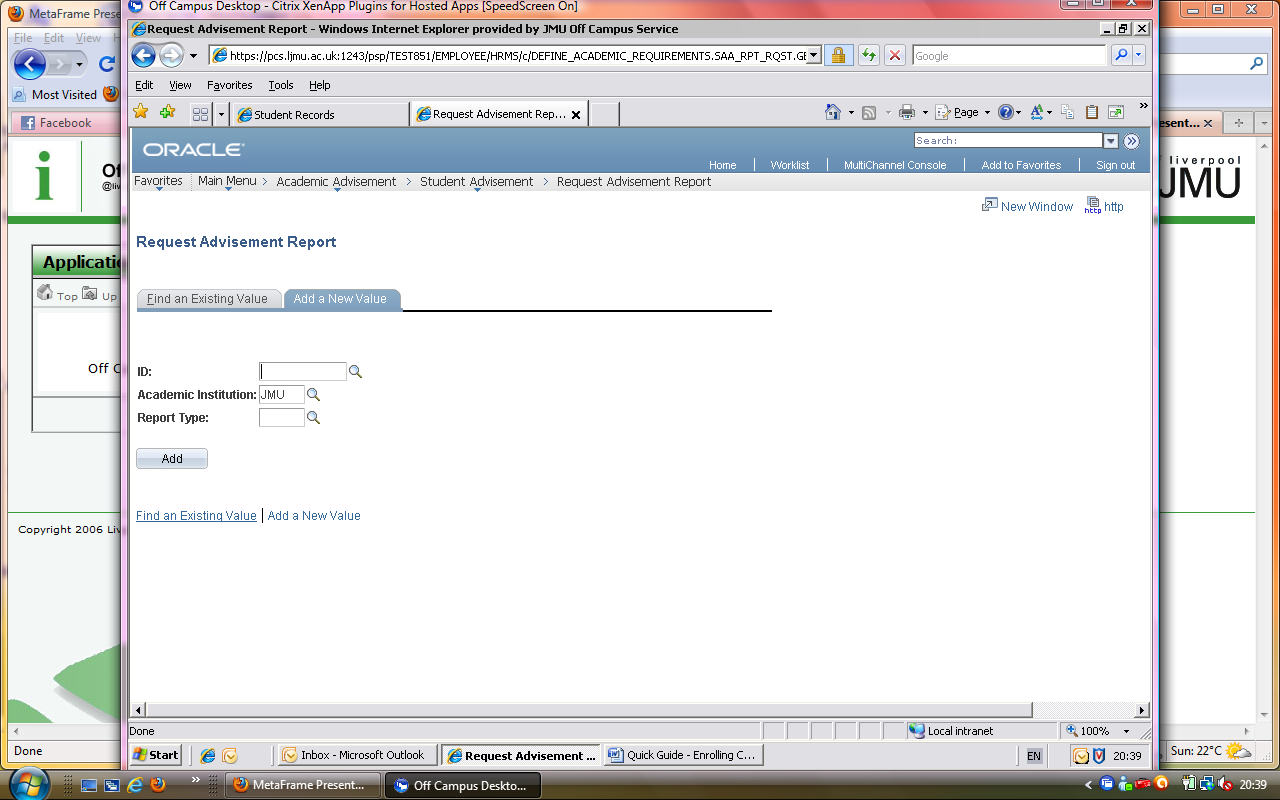 MetaFrame Pres
Off Campus Desktop - Citrix XenApp Plugins for Hosted Apps [SpeedScreen On]
File Edit View
Request Advisement Report - Windows Internet Explorer provided by JMU Off Campus Service
https://pcs.ljmu.ac.uk:1243/psp/TEST851/EMPLOYEE/HRMS/c/DEFINE_ACADEMIC_REQUIREMENTS.SAA_RPT_RQST.GE
Google
Edit View Favorites Tools Help
Most Visited
Student Records
Request Advisement Rep...
Page
Facebook
esent...
ORACLE
Search:
Home Worklist MultiChannel Console Add to Favorites Sign out
Favorites Main Menu > Academic Advisement > Student Advisement > Request Advisement Report
i
Of
@liv
liverpool
JMU
New Window http
Request Advisement Report
Applicatio
Top Up
Find an Existing Value Add a New Value
Off C
ID:
Academic Institution: JMU
Report Type:
Add
Find an Existing Value | Add a New Value
Copyright 2006 Liv
Done
Local intranet
100%
Done
Start
Inbox - Microsoft Outlook
Request Advisement ...
Quick Guide - Enrolling C...
EN
20:39
Sun: 22°C
MetaFrame Present...
Off Campus Deskto...
20:39